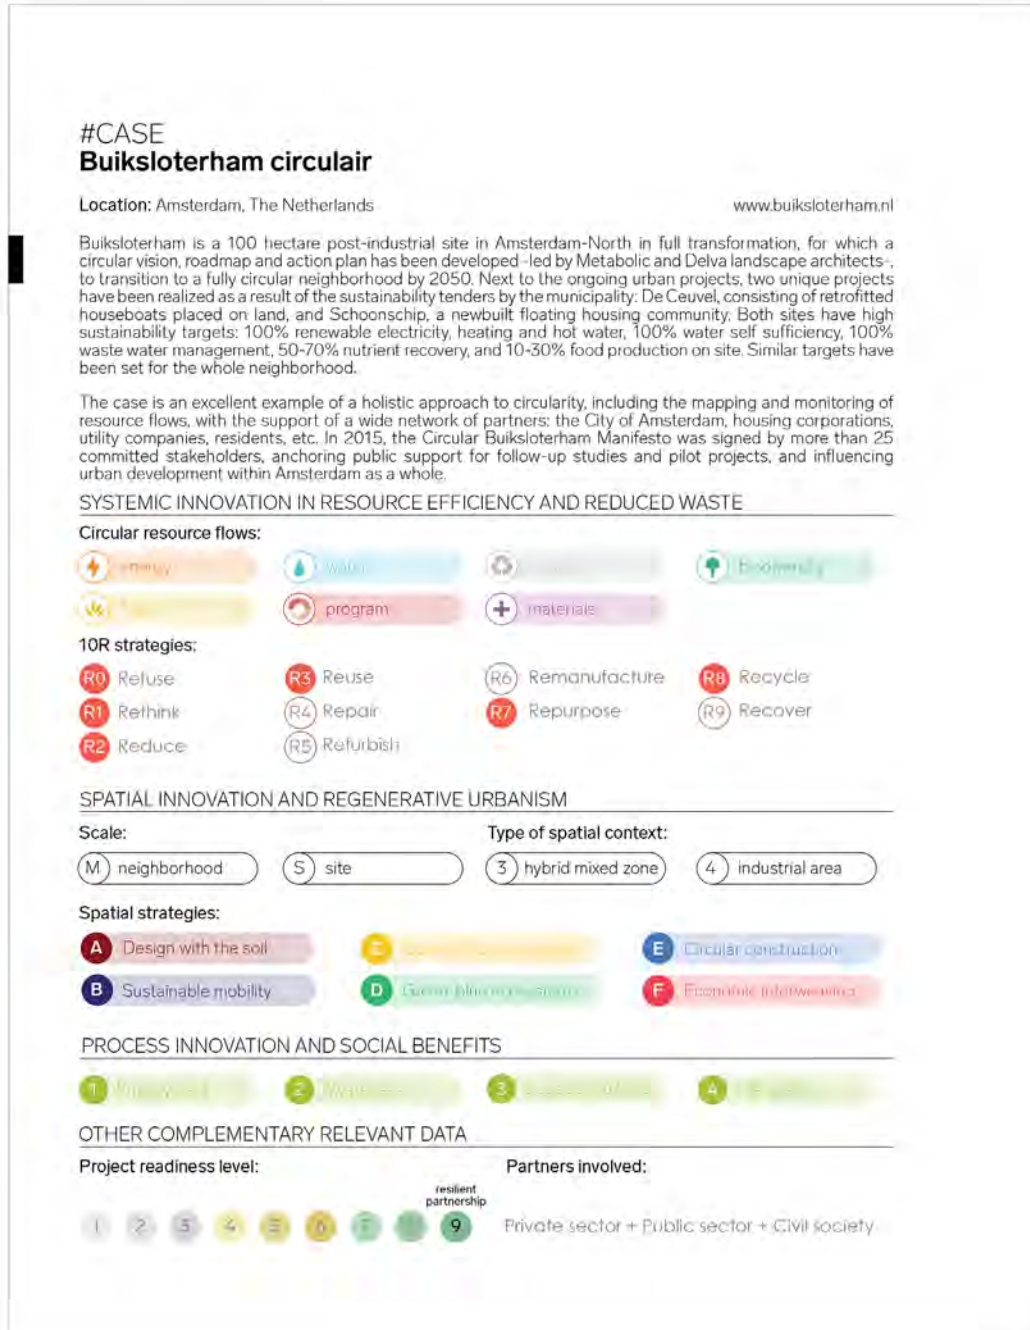 #CASE
Buiksloterham circulair
Location: Amsterdam, The Netherlands
www.buiksloterham.nl
Buiksloterham is a 100 hectare post-industrial site in Amsterdam-North in full transformation, for which a
circular vision, roadmap and action plan has been developed -led by Metabolic and Delva landscape architects-,
to transition to a fully circular neighborhood by 2050. Next to the ongoing urban projects, two unique projects
have been realized as a result of the sustainability tenders by the municipality: De Ceuvel, consisting of retrofitted
houseboats placed on land, and Schoonschip, a newbuilt floating housing community. Both sites have high
sustainability targets: 100% renewable electricity, heating and hot water, 100% water self sufficiency, 100%
waste water management, 50-70% nutrient recovery, and 10-30% food production on site. Similar targets have
been set for the whole neighborhood.
The case is an excellent example of a holistic approach to circularity, including the mapping and monitoring of
resource flows, with the support of a wide network of partners: the City of Amsterdam, housing corporations,
utility companies, residents, etc. In 2015, the Circular Buiksloterham Manifesto was signed by more than 25
committed stakeholders, anchoring public support for follow-up studies and pilot projects, and influencing
urban development within Amsterdam as a whole.
SYSTEMIC INNOVATION IN RESOURCE EFFICIENCY AND REDUCED WASTE
Circular resource flows:
energy water biodiversity
program materials
10R strategies:
R0 Refuse R3 Reuse R6 Remanufacture R8 Recycle
R1 Rethink R4 Repair R7 Repurpose R9 Recover
R2 Reduce R5 Refurbish
SPATIAL INNOVATION AND REGENERATIVE URBANISM
Scale: Type of spatial context:
M neighborhood S site 3 hybrid mixed zone 4 industrial area
Spatial strategies:
A Design with the soil C E Circular construction
B Sustainable mobility D F Economic interweaving
PROCESS INNOVATION AND SOCIAL BENEFITS
1 2 3 4
OTHER COMPLEMENTARY RELEVANT DATA
Project readiness level: Partners involved:
resilient
partnership
1 2 3 4 5 6 7 9 Private sector + Public sector + Civil society